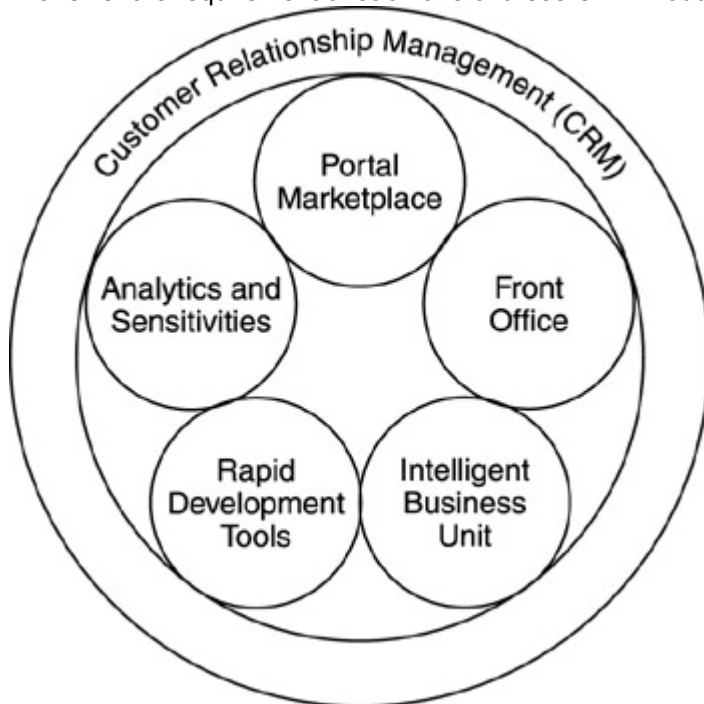 Customer Relationship Management (CRM)
Portal
Marketplace
Analytics and
Sensitivities
Front
Office
Rapid
Development
Tools
Intelligent
Business
Unit